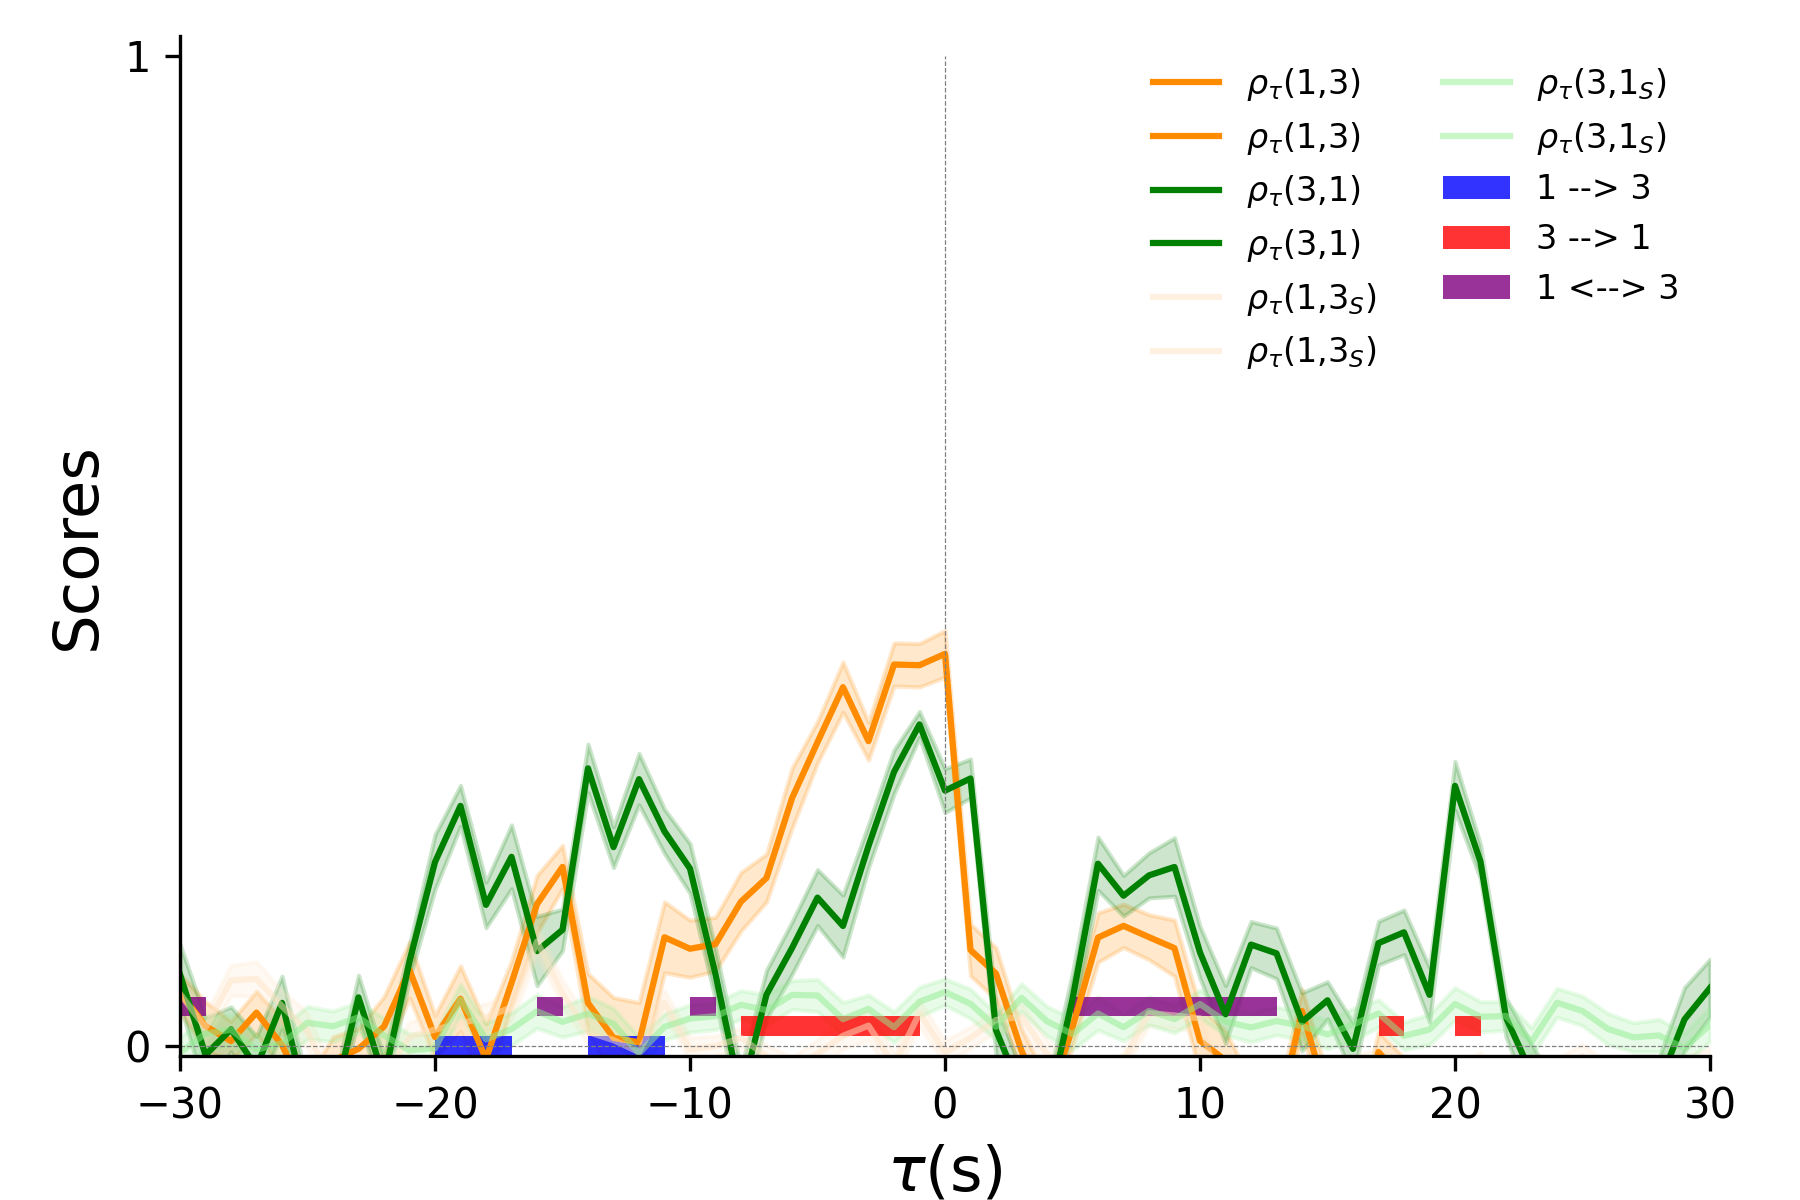 1
ρτ(1,3)
ρτ(1,3)
ρτ(3,1)
ρτ(3,1)
ρτ(1,3S)
ρτ(1,3S)
ρτ(3,1S)
ρτ(3,1S)
1 --> 3
3 --> 1
1 <--> 3
Scores
0
−30 −20 −10 0 10 20 30
τ(s)